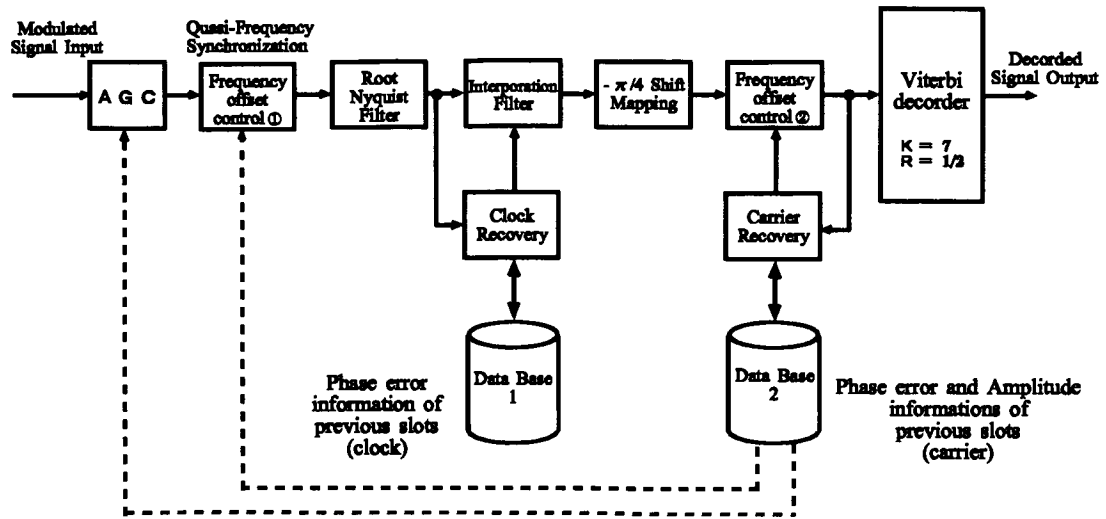 Modulated
Signal Input
Quasi-Frequency
Synchronization
A G C
Frequency
offset
control ①
Root
Nyquist
Filter
Interporation
Filter
- π/4 Shift
Mapping
Frequency
offset
control ②
Viterbi
decorder
K = 7
R = 1/2
Decorded
Signal Output
Clock
Recovery
Carrier
Recovery
Data Base
1
Data Base
2
Phase error
information of
previous slots
(clock)
Phase error and Amplitude
informations of
previous slots
(carrier)